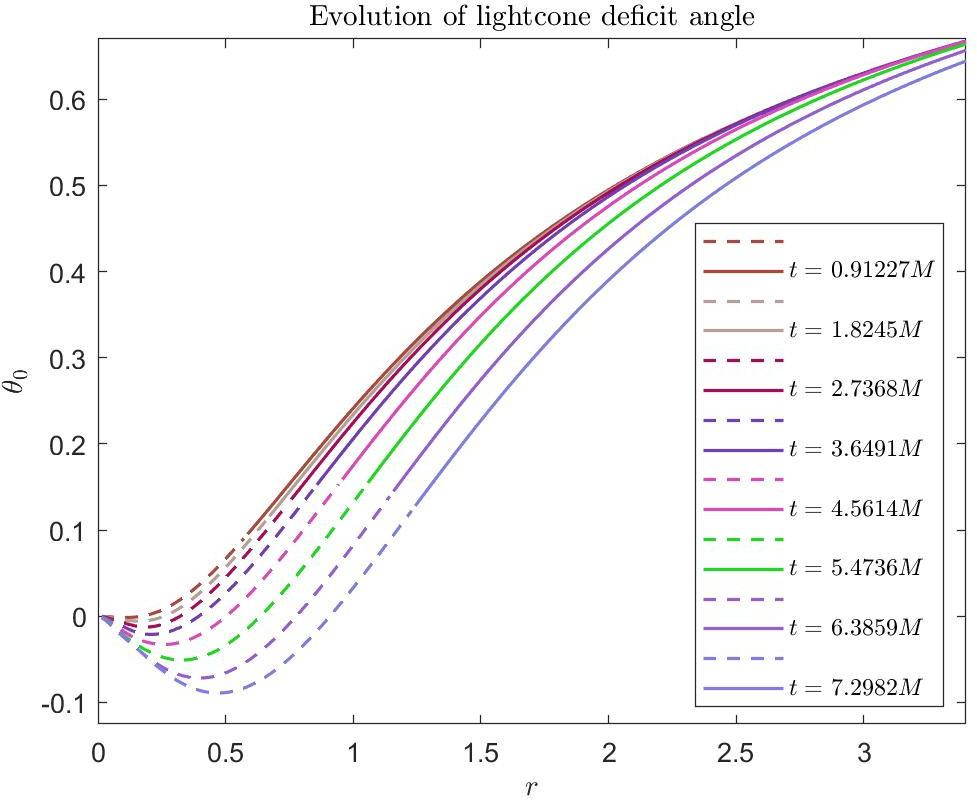 Evolution of lightcone deficit angle
θ₀
0.6
0.5
0.4
0.3
0.2
0.1
0
-0.1
0
0.5
1
1.5
2
2.5
3
r
t = 0.91227M
t = 1.8245M
t = 2.7368M
t = 3.6491M
t = 4.5614M
t = 5.4736M
t = 6.3859M
t = 7.2982M